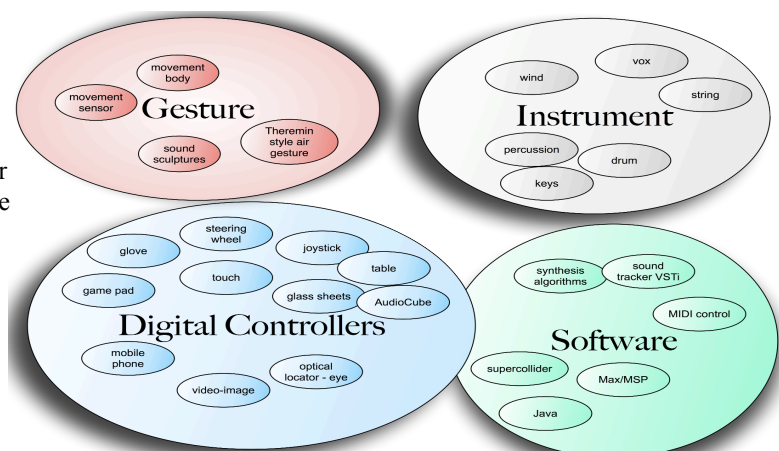 movement
body
movement
sensor
Gesture
sound
sculptures
Theremin
style air
gesture
vox
wind
string
Instrument
percussion
drum
keys
r
e
steering
wheel
glove
joystick
table
touch
game pad
glass sheets
AudioCube
Digital Controllers
mobile
phone
optical
locator - eye
video-image
synthesis
algorithms
sound
tracker VSTi
MIDI control
Software
supercollider
Max/MSP
Java